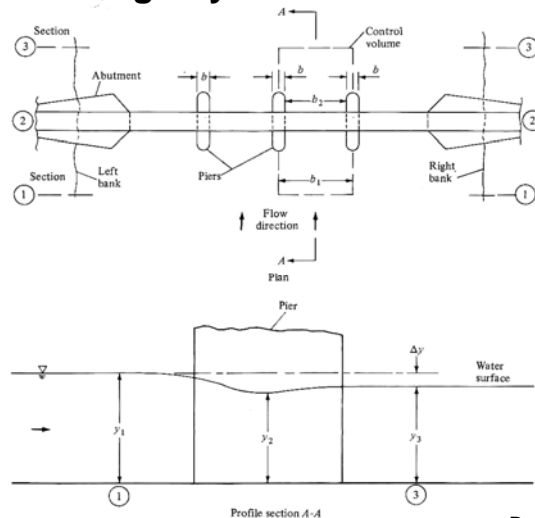 A
3
Section
Control
volume
3
Abutment
b
b
b
b₂
2
2
Section
Left
bank
Piers
b₁
Right
bank
1
1
Flow
direction
A
Plan
Pier
Δy
Water
surface
y₁
y₂
y₃
1
3
Profile section A-A